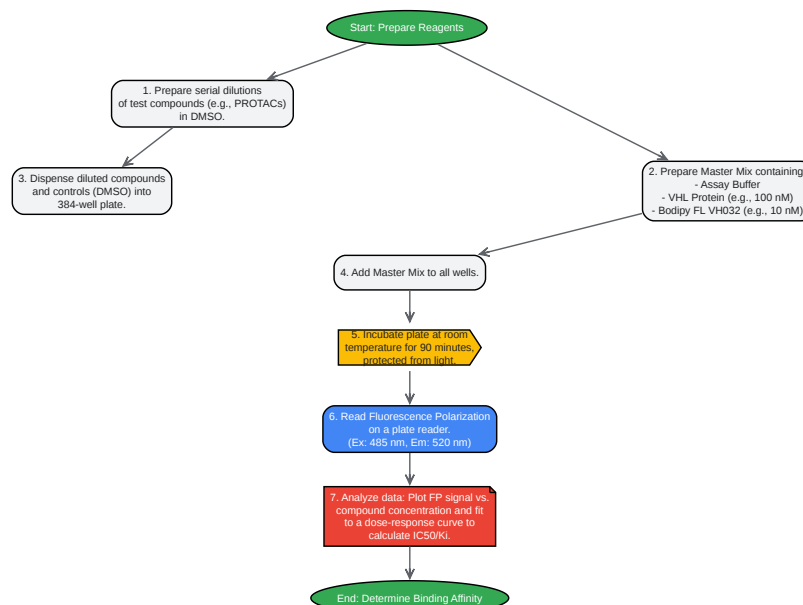 Start: Prepare Reagents
1. Prepare serial dilutions
of test compounds (e.g., PROTACs)
in DMSO.
2. Prepare Master Mix containing:
- Assay Buffer
- VHL Protein (e.g., 100 nM)
- Bodipy FL VH032 (e.g., 10 nM)
3. Dispense diluted compounds
and controls (DMSO) into
384-well plate.
4. Add Master Mix to all wells.
5. Incubate plate at room
temperature for 90 minutes,
protected from light.
6. Read Fluorescence Polarization
on a plate reader.
(Ex: 485 nm, Em: 520 nm)
7. Analyze data: Plot FP signal vs.
compound concentration and fit
to a dose-response curve to
calculate IC50/Ki.
End: Determine Binding Affinity